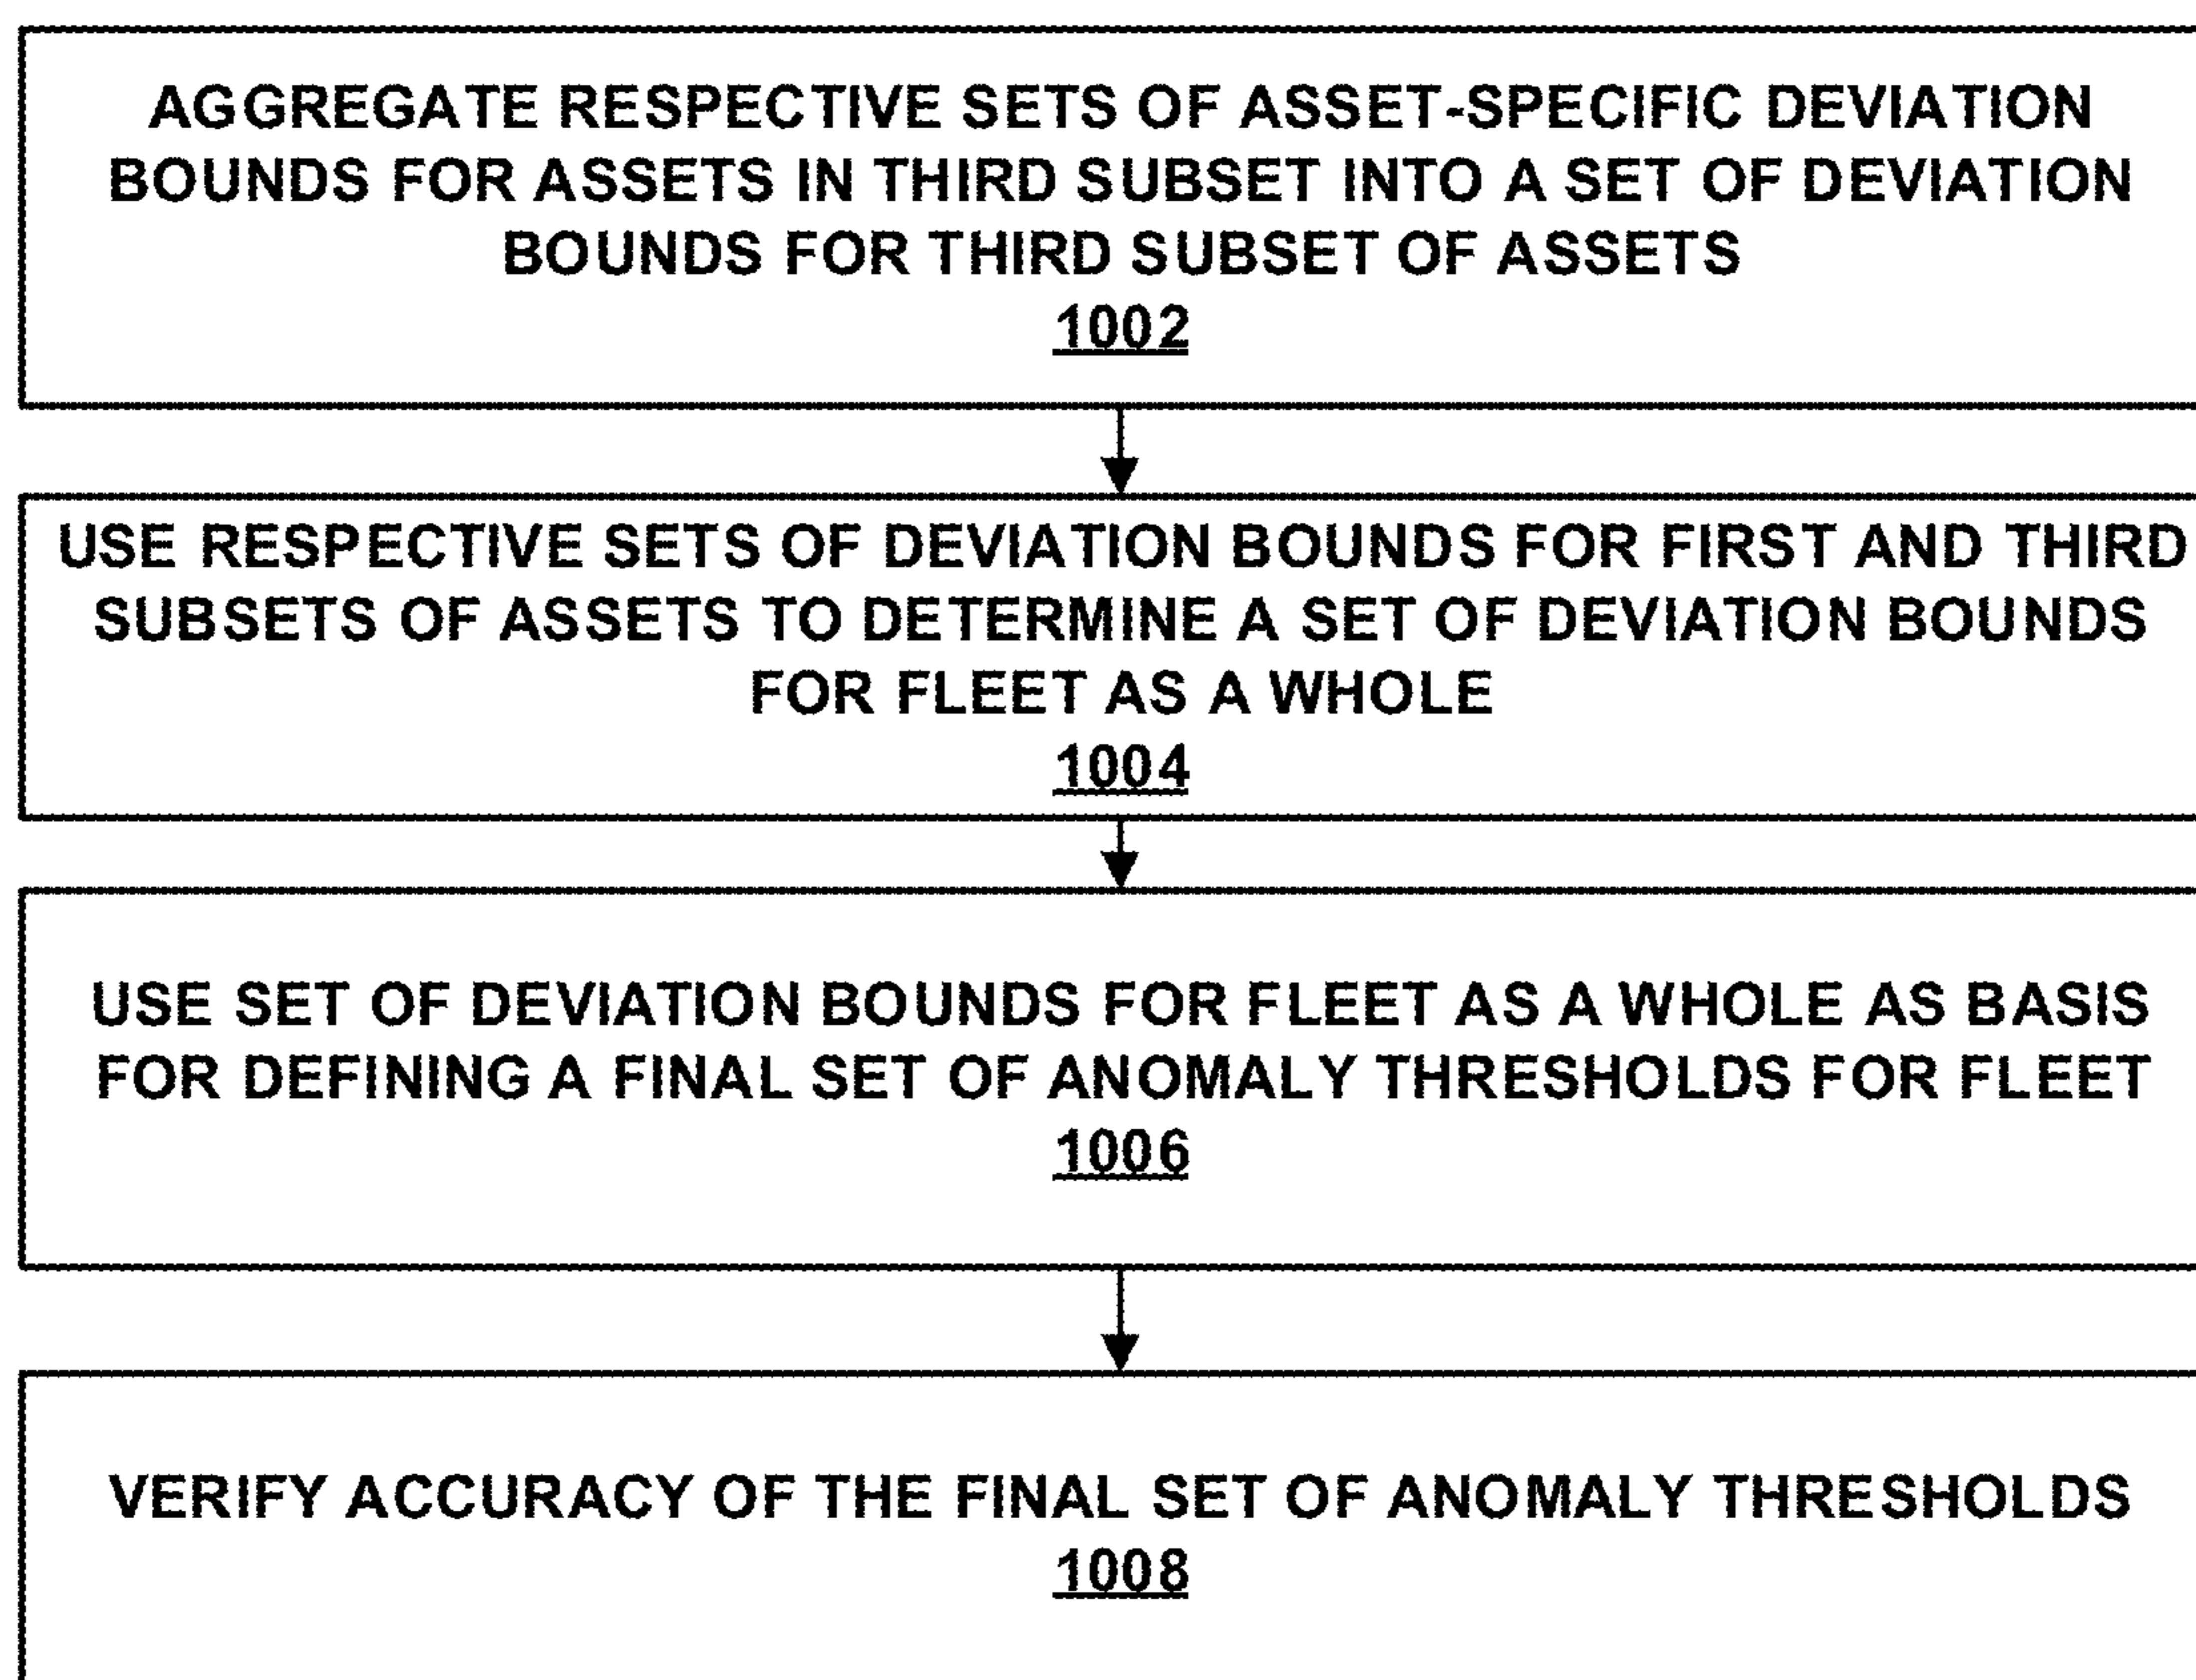 AGGREGATE RESPECTIVE SETS OF ASSET-SPECIFIC DEVIATION
BOUNDS FOR ASSETS IN THIRD SUBSET INTO A SET OF DEVIATION
BOUNDS FOR THIRD SUBSET OF ASSETS
1002
USE RESPECTIVE SETS OF DEVIATION BOUNDS FOR FIRST AND THIRD
SUBSETS OF ASSETS TO DETERMINE A SET OF DEVIATION BOUNDS
FOR FLEET AS A WHOLE
1004
USE SET OF DEVIATION BOUNDS FOR FLEET AS A WHOLE AS BASIS
FOR DEFINING A FINAL SET OF ANOMALY THRESHOLDS FOR FLEET
1006
VERIFY ACCURACY OF THE FINAL SET OF ANOMALY THRESHOLDS
1008